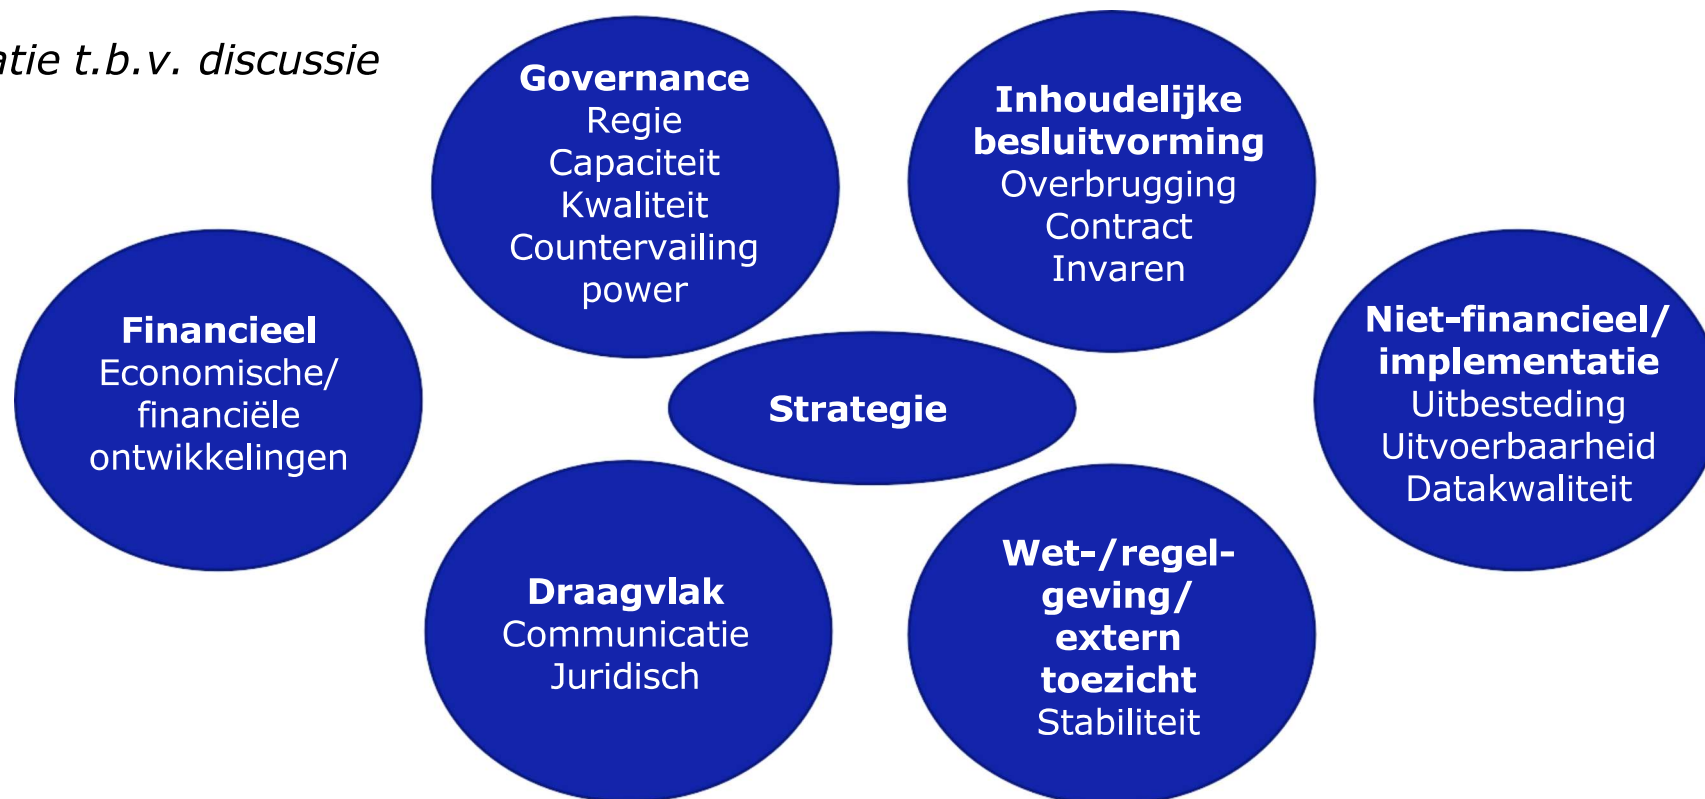 t.b.v. discussie
Governance
Regie
Capaciteit
Kwaliteit
Countervailing
power
Inhoudelijke
besluitvorming
Overbrugging
Contract
Invaren
Financieel
Economische/
financiële
ontwikkelingen
Strategie
Niet-financieel/
implementatie
Uitbesteding
Uitvoerbaarheid
Datakwaliteit
Draagvlak
Communicatie
Juridisch
Wet-/regel-
geving/
extern
toezicht
Stabiliteit